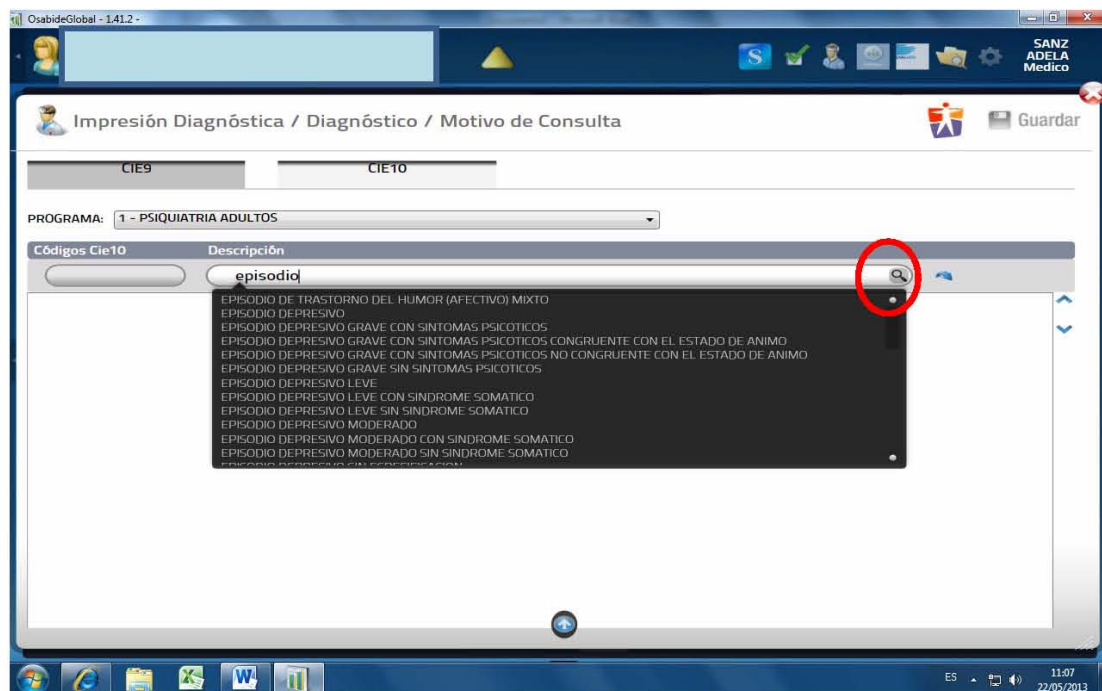 OsabideGlobal - 1.41.2 -
SANZ
ADELA
Medico
Impresión Diagnóstica / Diagnóstico / Motivo de Consulta
Guardar
CIE9
CIE10
PROGRAMA: 1 - PSIQUIATRIA ADULTOS
Códigos Cie10 Descripción
episodio
EPISODIO DE TRASTORNO DEL HUMOR (AFECTIVO) MIXTO
EPISODIO DEPRESIVO
EPISODIO DEPRESIVO GRAVE CON SINTOMAS PSICOTICOS
EPISODIO DEPRESIVO GRAVE CON SINTOMAS PSICOTICOS CONGRUENTE CON EL ESTADO DE ANIMO
EPISODIO DEPRESIVO GRAVE CON SINTOMAS PSICOTICOS NO CONGRUENTE CON EL ESTADO DE ANIMO
EPISODIO DEPRESIVO GRAVE SIN SINTOMAS PSICOTICOS
EPISODIO DEPRESIVO LEVE
EPISODIO DEPRESIVO LEVE CON SINDROME SOMATICO
EPISODIO DEPRESIVO LEVE SIN SINDROME SOMATICO
EPISODIO DEPRESIVO MODERADO
EPISODIO DEPRESIVO MODERADO CON SINDROME SOMATICO
EPISODIO DEPRESIVO MODERADO SIN SINDROME SOMATICO
EPISODIO DEPRESIVO SIN ESPECIFICACION
ES
11:07
22/05/2013